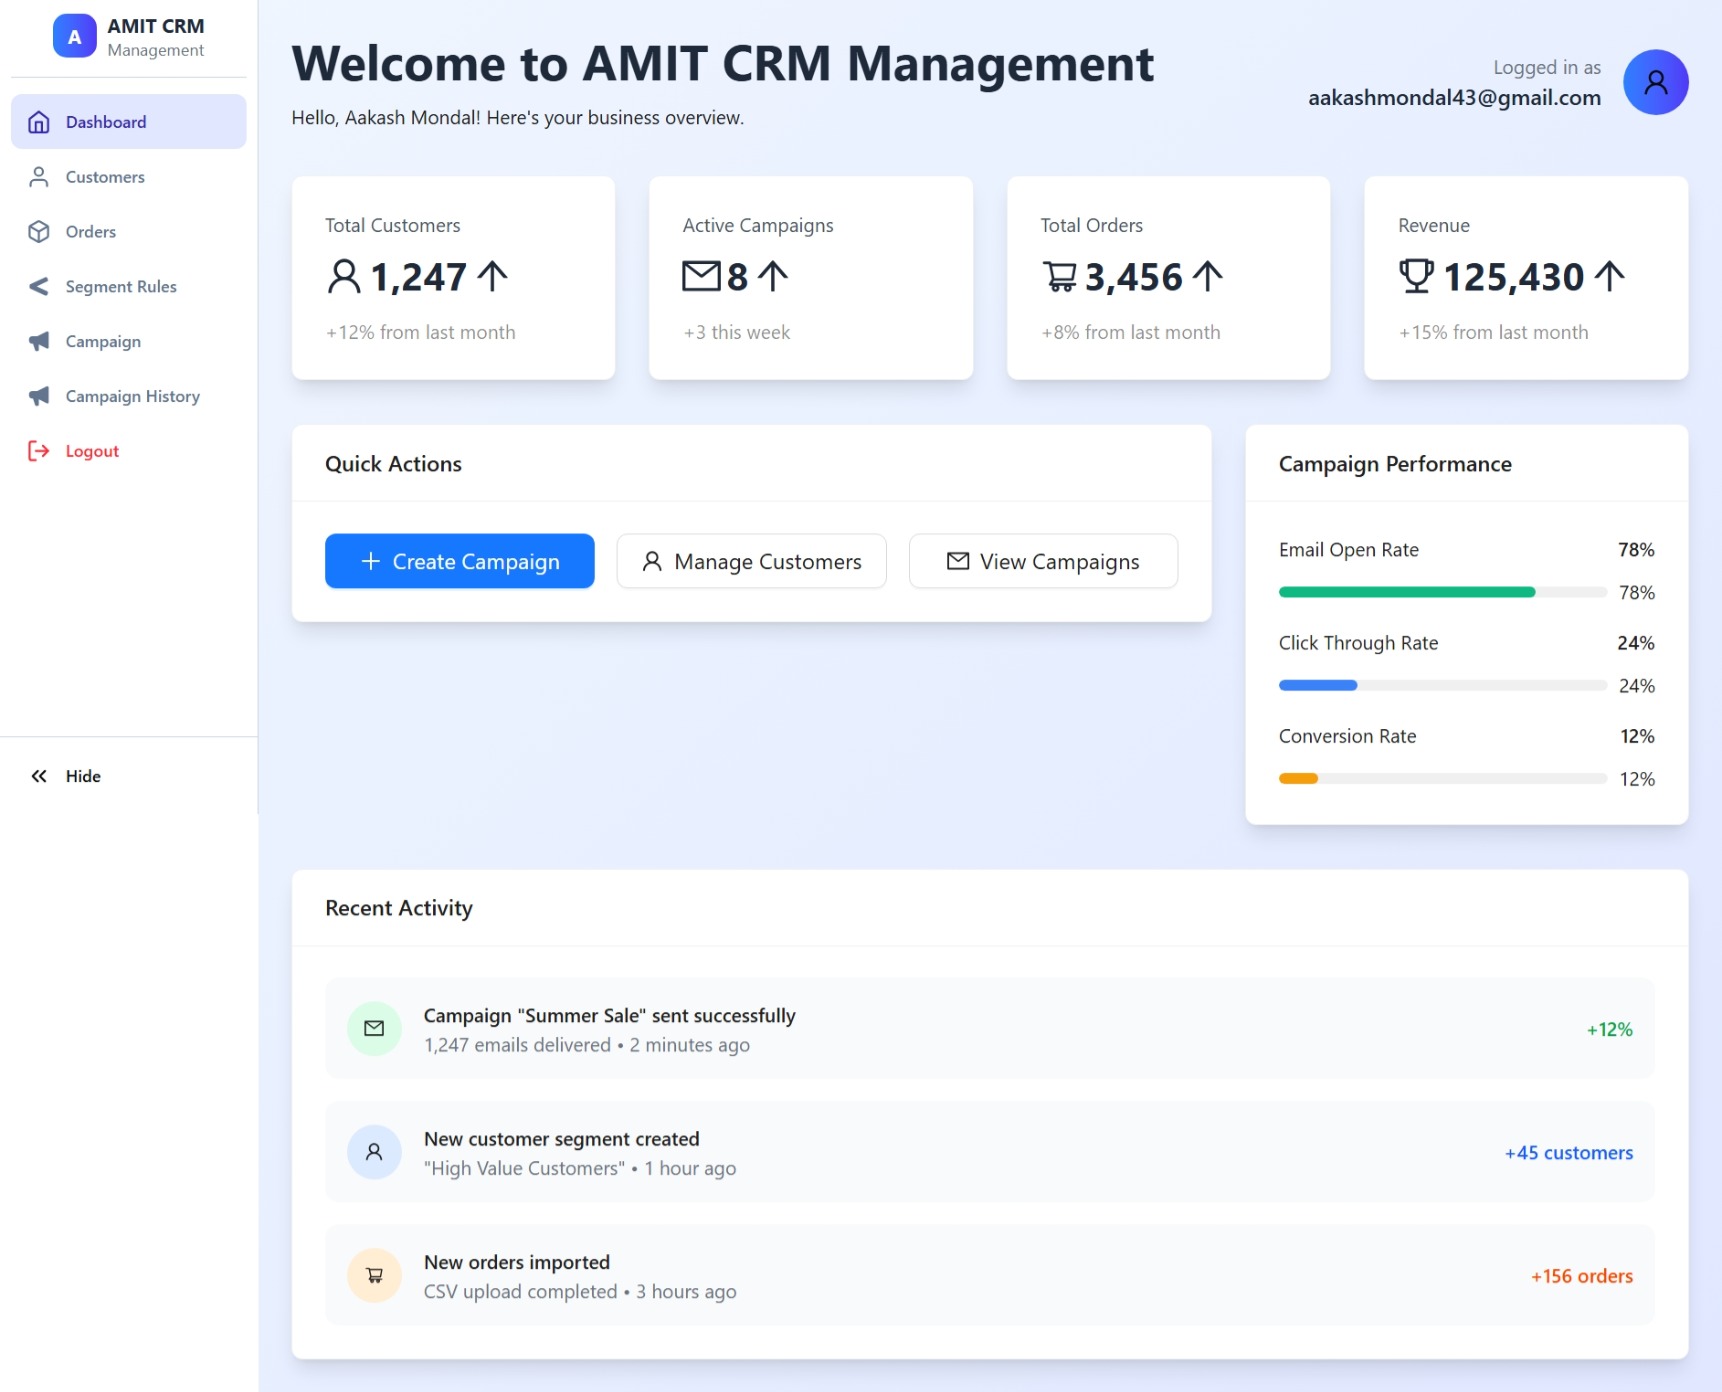 A
AMIT CRM
Management
Dashboard
Customers
Orders
Segment Rules
Campaign
Campaign History
Logout
Hide
Welcome to AMIT CRM Management
Hello, Aakash Mondal! Here's your business overview.
Logged in as
aakashmondal43@gmail.com
Total Customers
1,247
+12% from last month
Active Campaigns
8
+3 this week
Total Orders
3,456
+8% from last month
Revenue
125,430
+15% from last month
Quick Actions
Create Campaign
Manage Customers
View Campaigns
Campaign Performance
Email Open Rate 78%
78%
Click Through Rate 24%
24%
Conversion Rate 12%
12%
Recent Activity
Campaign "Summer Sale" sent successfully
1,247 emails delivered • 2 minutes ago
+12%
New customer segment created
"High Value Customers" • 1 hour ago
+45 customers
New orders imported
CSV upload completed • 3 hours ago
+156 orders